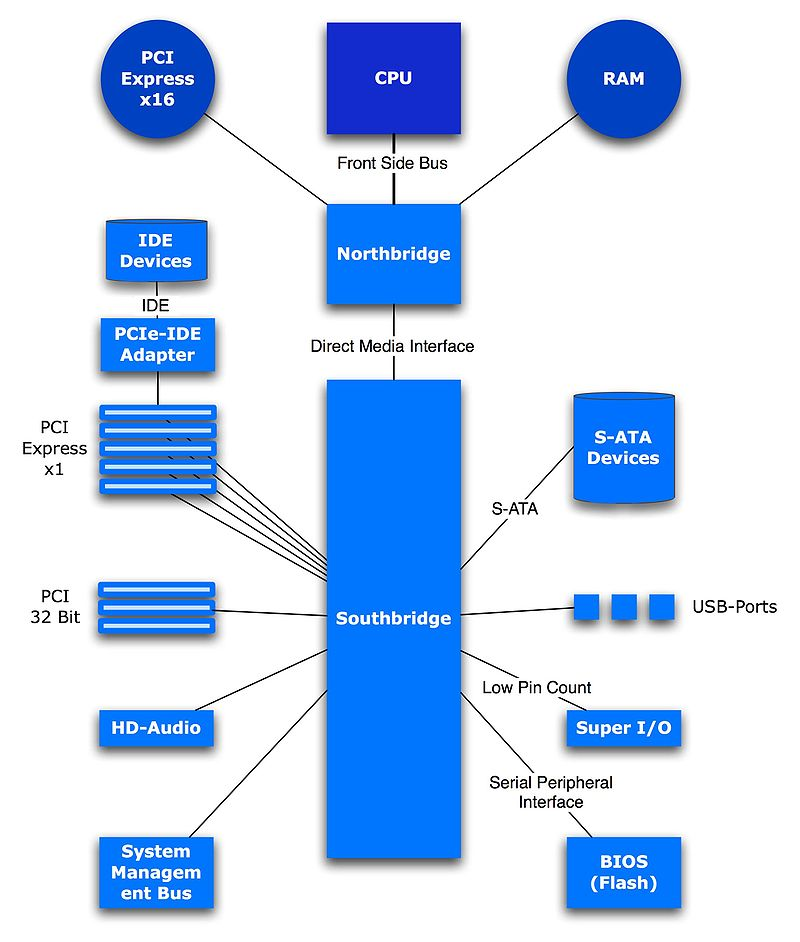 PCI
Express
x16
CPU
RAM
Front Side Bus
Northbridge
IDE
Devices
IDE
PCIe-IDE
Adapter
Direct Media Interface
PCI
Express
x1
S-ATA
Devices
S-ATA
PCI
32 Bit
Southbridge
USB-Ports
Low Pin Count
HD-Audio
Super I/O
Serial Peripheral
Interface
System
Managem
ent Bus
BIOS
(Flash)